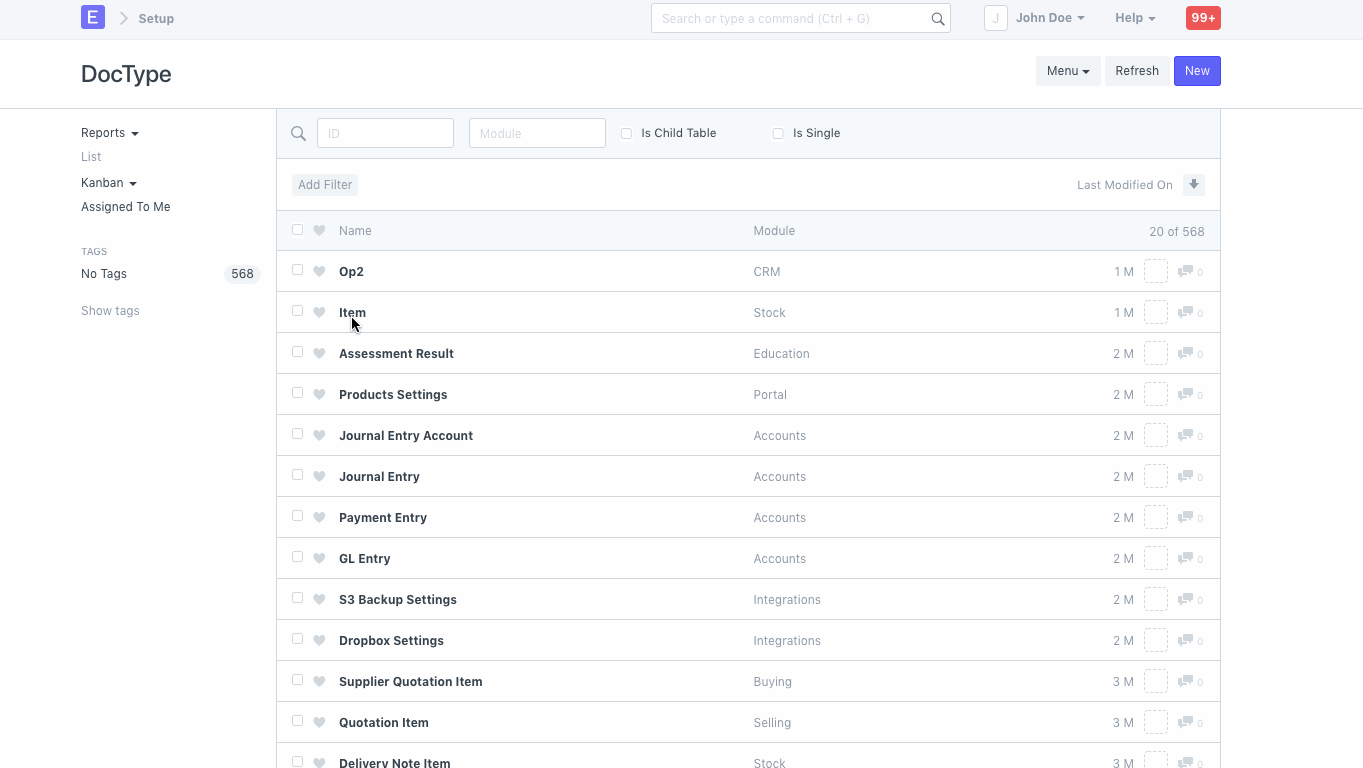 E
Setup
Search or type a command (Ctrl + G)
J
John Doe
Help
99+
DocType
Menu
Refresh
New
Reports
List
Kanban
Assigned To Me
TAGS
No Tags 568
Show tags
ID
Module
Is Child Table
Is Single
Add Filter
Last Modified On
Name Module 20 of 568
Op2 CRM 1 M 0
Item Stock 1 M 0
Assessment Result Education 2 M 0
Products Settings Portal 2 M 0
Journal Entry Account Accounts 2 M 0
Journal Entry Accounts 2 M 0
Payment Entry Accounts 2 M 0
GL Entry Accounts 2 M 0
S3 Backup Settings Integrations 2 M 0
Dropbox Settings Integrations 2 M 0
Supplier Quotation Item Buying 3 M 0
Quotation Item Selling 3 M 0
Delivery Note Item Stock 3 M 0